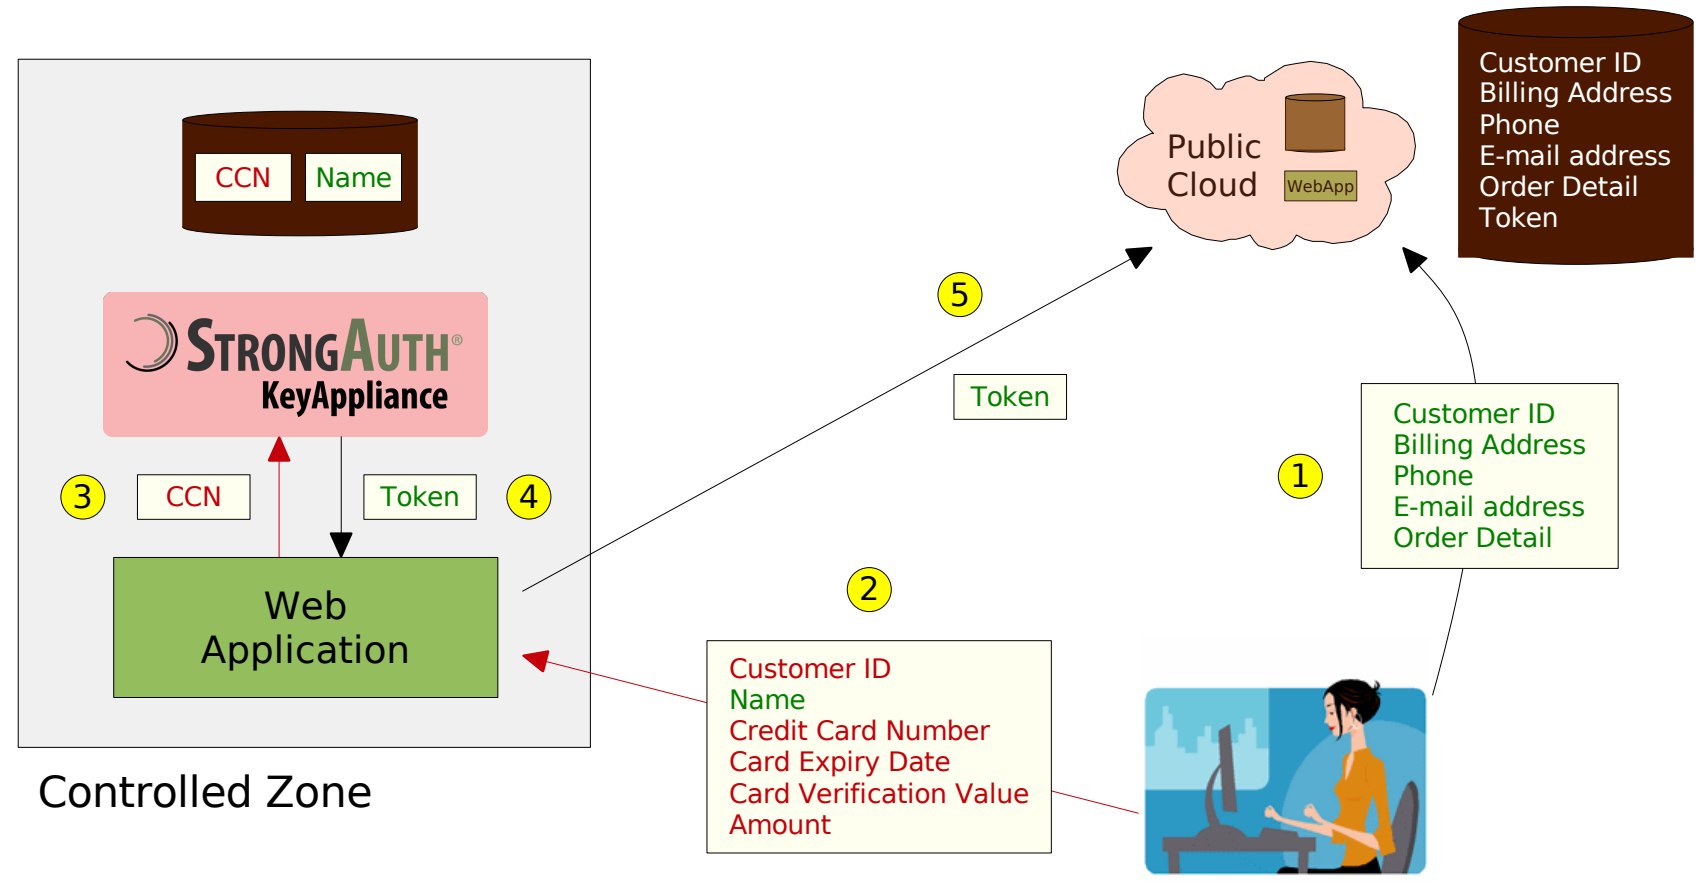 CCN
Name
STRONGAUTH®
KeyAppliance
3
CCN
Token
4
Web
Application
Controlled Zone
5
Token
2
Customer ID
Name
Credit Card Number
Card Expiry Date
Card Verification Value
Amount
Public
Cloud
WebApp
Customer ID
Billing Address
Phone
E-mail address
Order Detail
Token
1
Customer ID
Billing Address
Phone
E-mail address
Order Detail